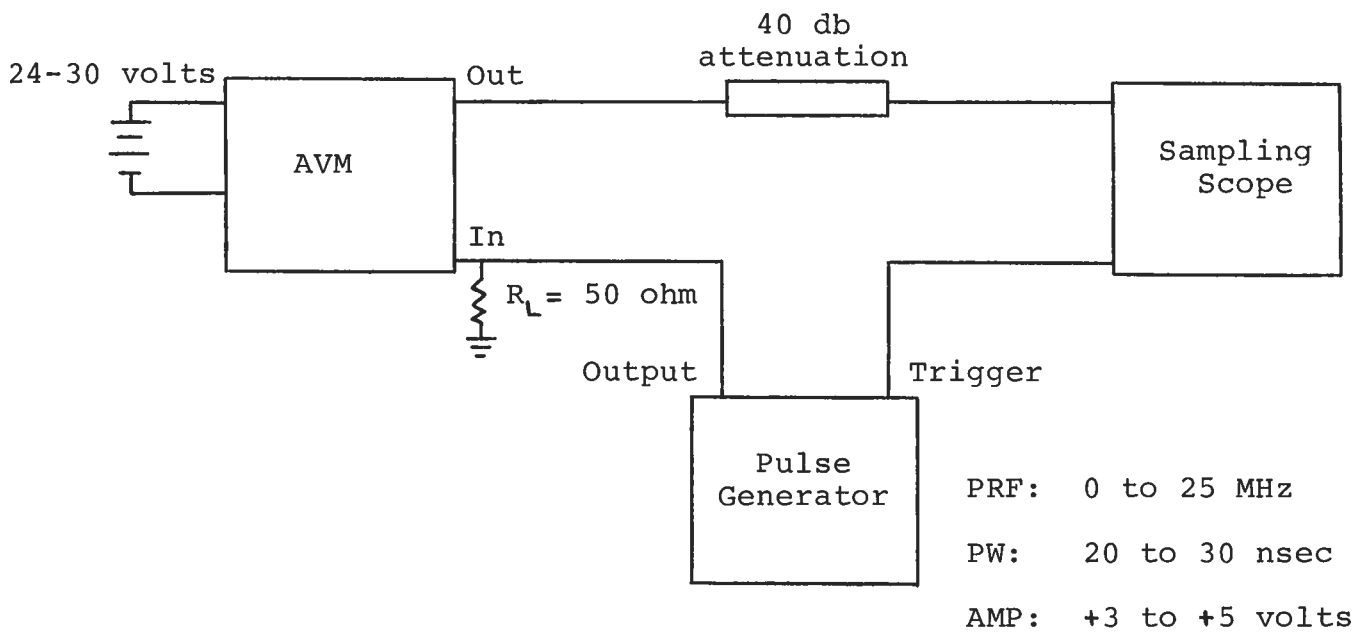 40 db
attenuation
24-30 volts
Out
AVM
Sampling
Scope
In
R_L= 50 ohm
Output
Trigger
Pulse
Generator
PRF: 0 to 25 MHz
PW: 20 to 30 nsec
AMP: +3 to +5 volts